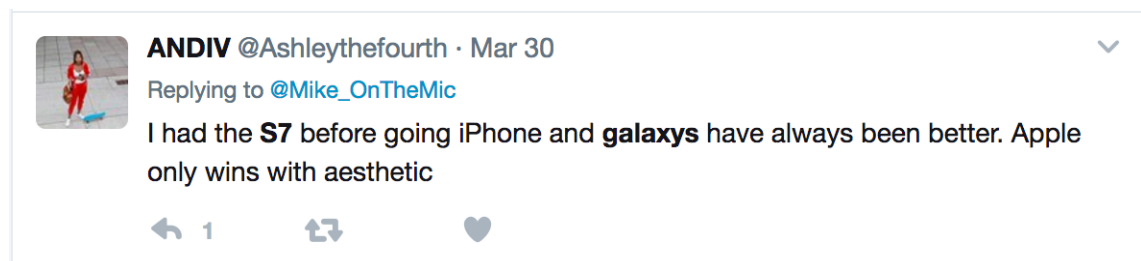 ANDIV @Ashleythefourth · Mar 30
Replying to @Mike_OnTheMic
I had the S7 before going iPhone and galaxys have always been better. Apple
only wins with aesthetic
1